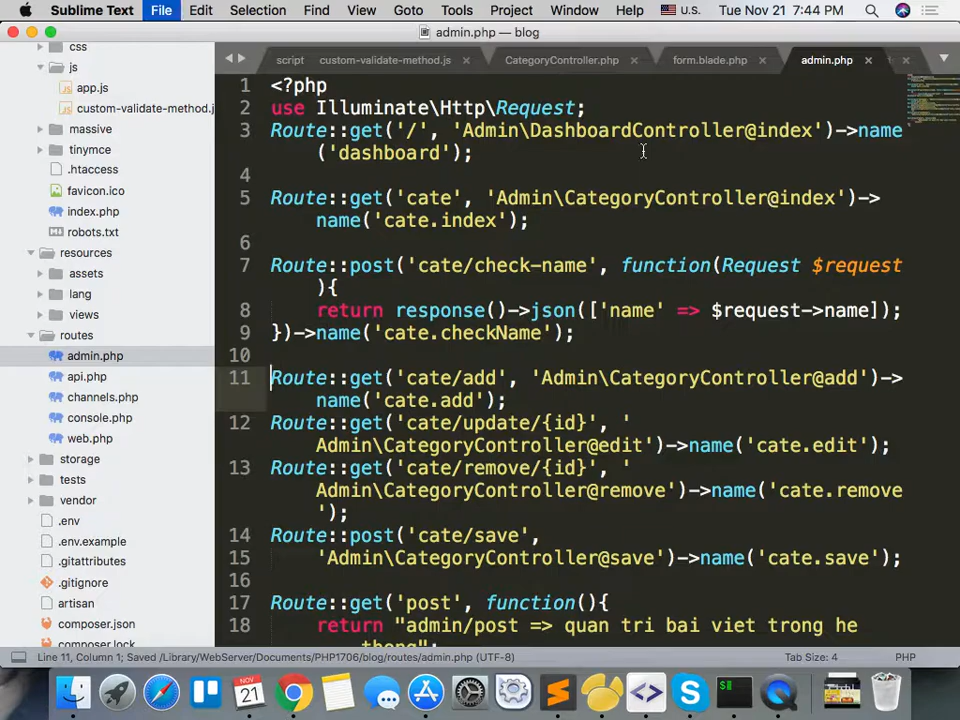 Sublime Text File Edit Selection Find Goto Tools Project Window Help U.S. Tue Nov 21 7:44 PM
admin.php — blog
script custom-validate-method.js CategoryController.php form.blade.php admin.php
css
js
app.js
custom-validate-method.j
massive
tinymce
.htaccess
favicon.ico
index.php
robots.txt
resources
assets
lang
views
routes
admin.php
api.php
channels.php
console.php
web.php
storage
tests
vendor
.env
.env.example
.gitattributes
.gitignore
artisan
composer.json
composer.lock
1 <?php
2 use Illuminate\Http\Request;
3 Route::get('/', 'Admin\DashboardController@index')->name
('dashboard');
4
5 Route::get('cate', 'Admin\CategoryController@index')->
name('cate.index');
6
7 Route::post('cate/check-name', function(Request $request
){
8 return response()->json(['name' => $request->name]);
9 })->name('cate.checkName');
10
11 Route::get('cate/add', 'Admin\CategoryController@add')->
name('cate.add');
12 Route::get('cate/update/{id}', '
Admin\CategoryController@edit')->name('cate.edit');
13 Route::get('cate/remove/{id}', '
Admin\CategoryController@remove')->name('cate.remove
');
14 Route::post('cate/save',
15 'Admin\CategoryController@save')->name('cate.save');
16
17 Route::get('post', function(){
18 return "admin/post => quan tri bai viet trong he
thong";
Line 11, Column 1; Saved /Library/WebServer/Documents/PHP1706/blog/routes/admin.php (UTF-8) Tab Size: 4 PHP
NOV
21